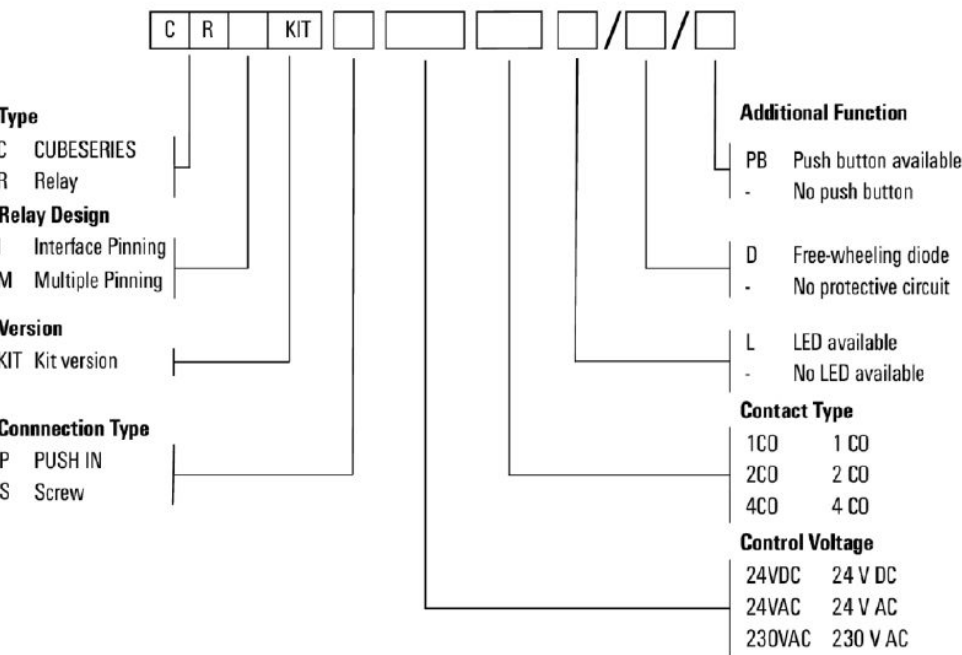 C R KIT / /
Type
C CUBESERIES
R Relay
Relay Design
I Interface Pinning
M Multiple Pinning
Version
KIT Kit version
Connnection Type
P PUSH IN
S Screw
Additional Function
PB Push button available
- No push button
D Free-wheeling diode
- No protective circuit
L LED available
- No LED available
Contact Type
1CO 1 CO
2CO 2 CO
4CO 4 CO
Control Voltage
24VDC 24 V DC
24VAC 24 V AC
230VAC 230 V AC